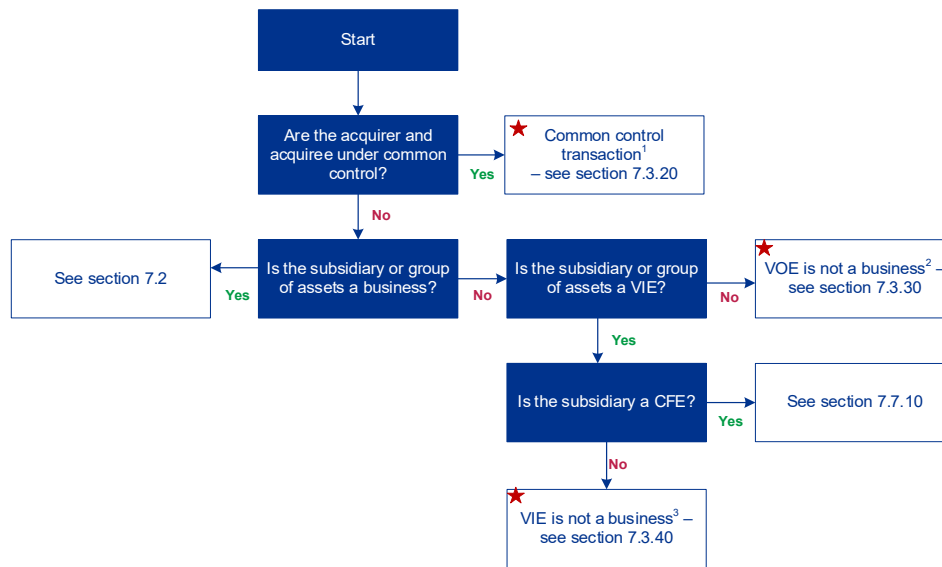 Start
Are the acquirer and
acquiree under common
control?
Yes
Common control
transaction¹
– see section 7.3.20
No
See section 7.2
Yes
Is the subsidiary or group
of assets a business?
No
Is the subsidiary or group
of assets a VIE?
No
VOE is not a business² –
see section 7.3.30
Yes
Is the subsidiary a CFE?
Yes
See section 7.7.10
No
VIE is not a business³ –
see section 7.3.40